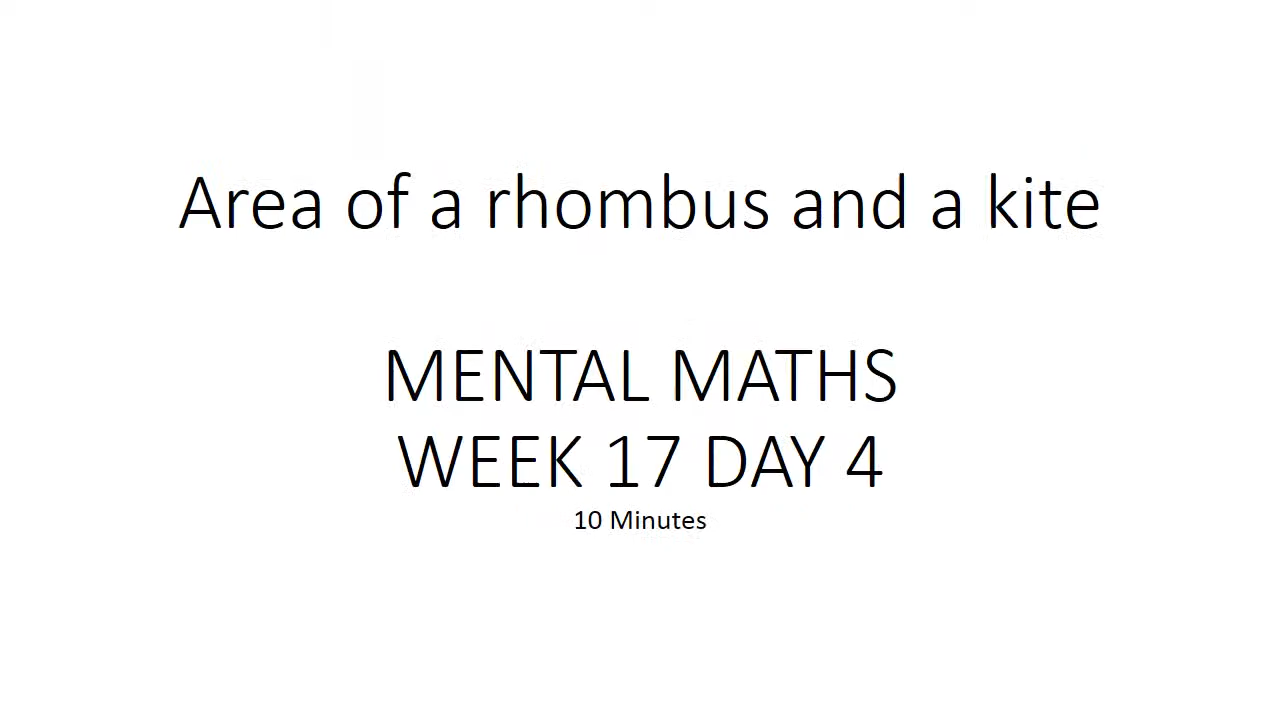 Area of a rhombus and a kite
MENTAL MATHS
WEEK 17 DAY 4
10 Minutes